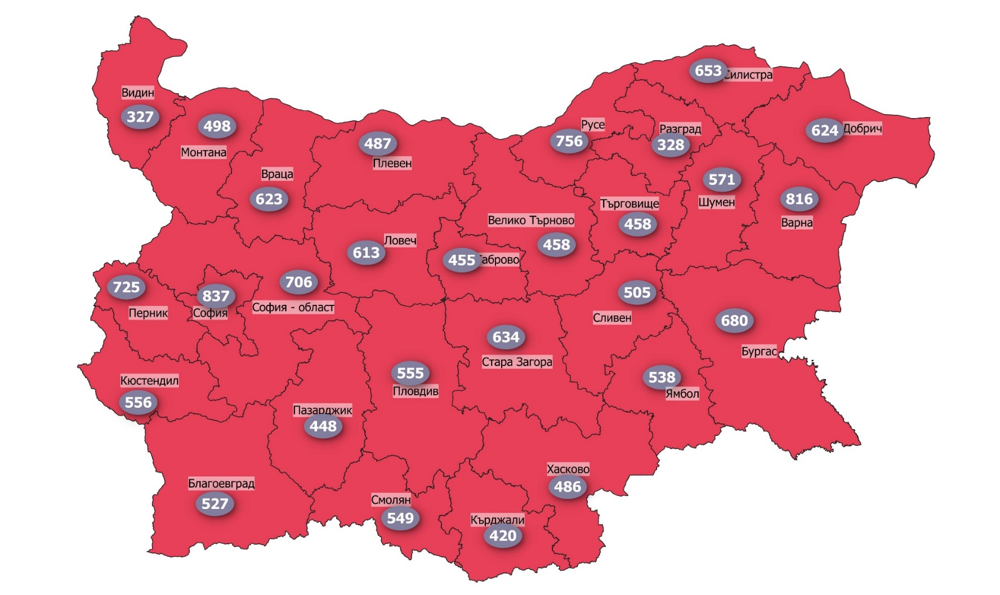 653
Силистра
Видин
327
498
Монтана
Русе
756
Разград
328
624
Добрич
487
Плевен
Враца
623
571
Шумен
816
Варна
Търговище
458
Велико Търново
458
Ловеч
613
455
Габрово
725
Перник
837
София
706
София - област
505
Сливен
680
Бургас
634
Стара Загора
555
Пловдив
538
Ямбол
Кюстендил
556
Пазарджик
448
Хасково
486
Благоевград
527
Смолян
549
Кърджали
420